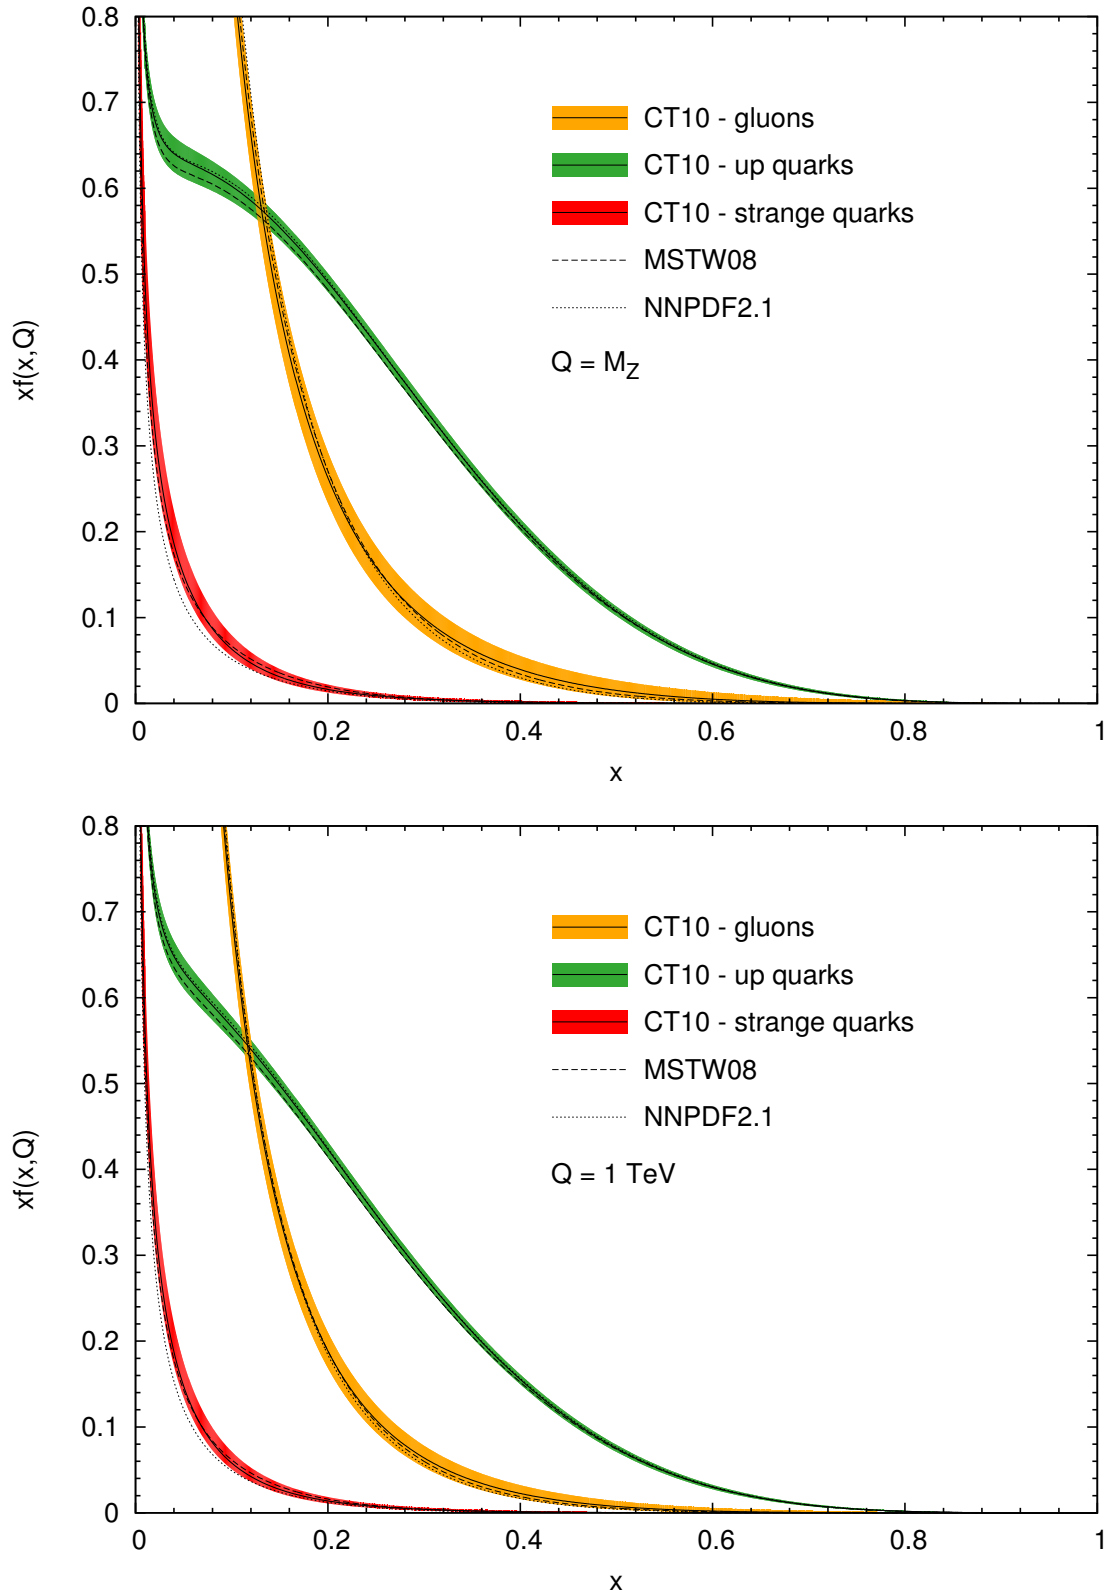 0.8
0.7
0.6
0.5
0.4
0.3
0.2
0.1
0
xf(x,Q)
CT10 - gluons
CT10 - up quarks
CT10 - strange quarks
MSTW08
NNPDF2.1
Q = M_Z
0 0.2 0.4 0.6 0.8 1
x
0.8
0.7
0.6
0.5
0.4
0.3
0.2
0.1
0
xf(x,Q)
CT10 - gluons
CT10 - up quarks
CT10 - strange quarks
MSTW08
NNPDF2.1
Q = 1 TeV
0 0.2 0.4 0.6 0.8 1
x